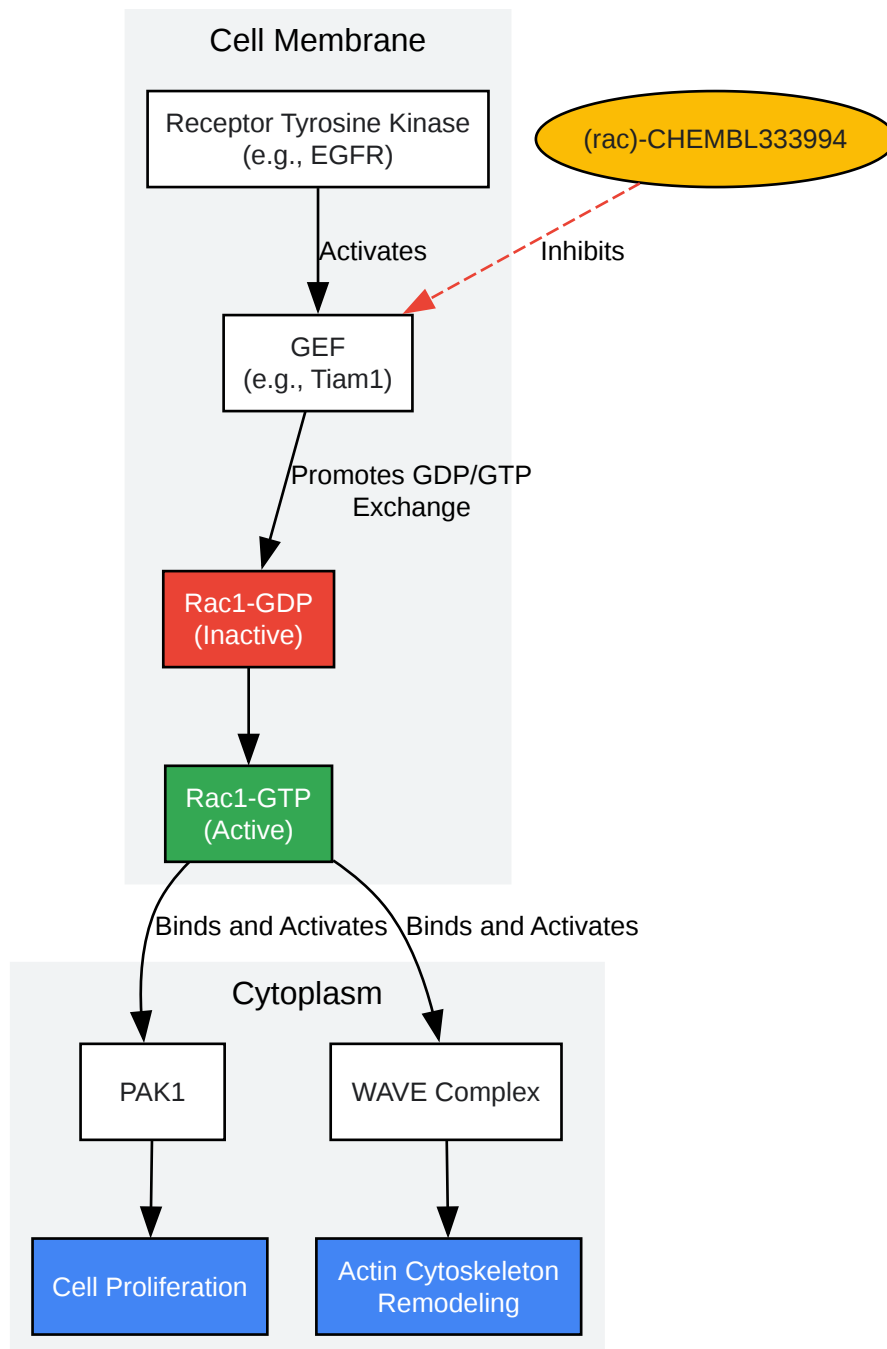 Cell Membrane
Receptor Tyrosine Kinase
(e.g., EGFR)
(rac)-CHEMBL333994
Activates
Inhibits
GEF
(e.g., Tiam1)
Promotes GDP/GTP
Exchange
Rac1-GDP
(Inactive)
Rac1-GTP
(Active)
Binds and Activates
Binds and Activates
Cytoplasm
PAK1
WAVE Complex
Cell Proliferation
Actin Cytoskeleton
Remodeling